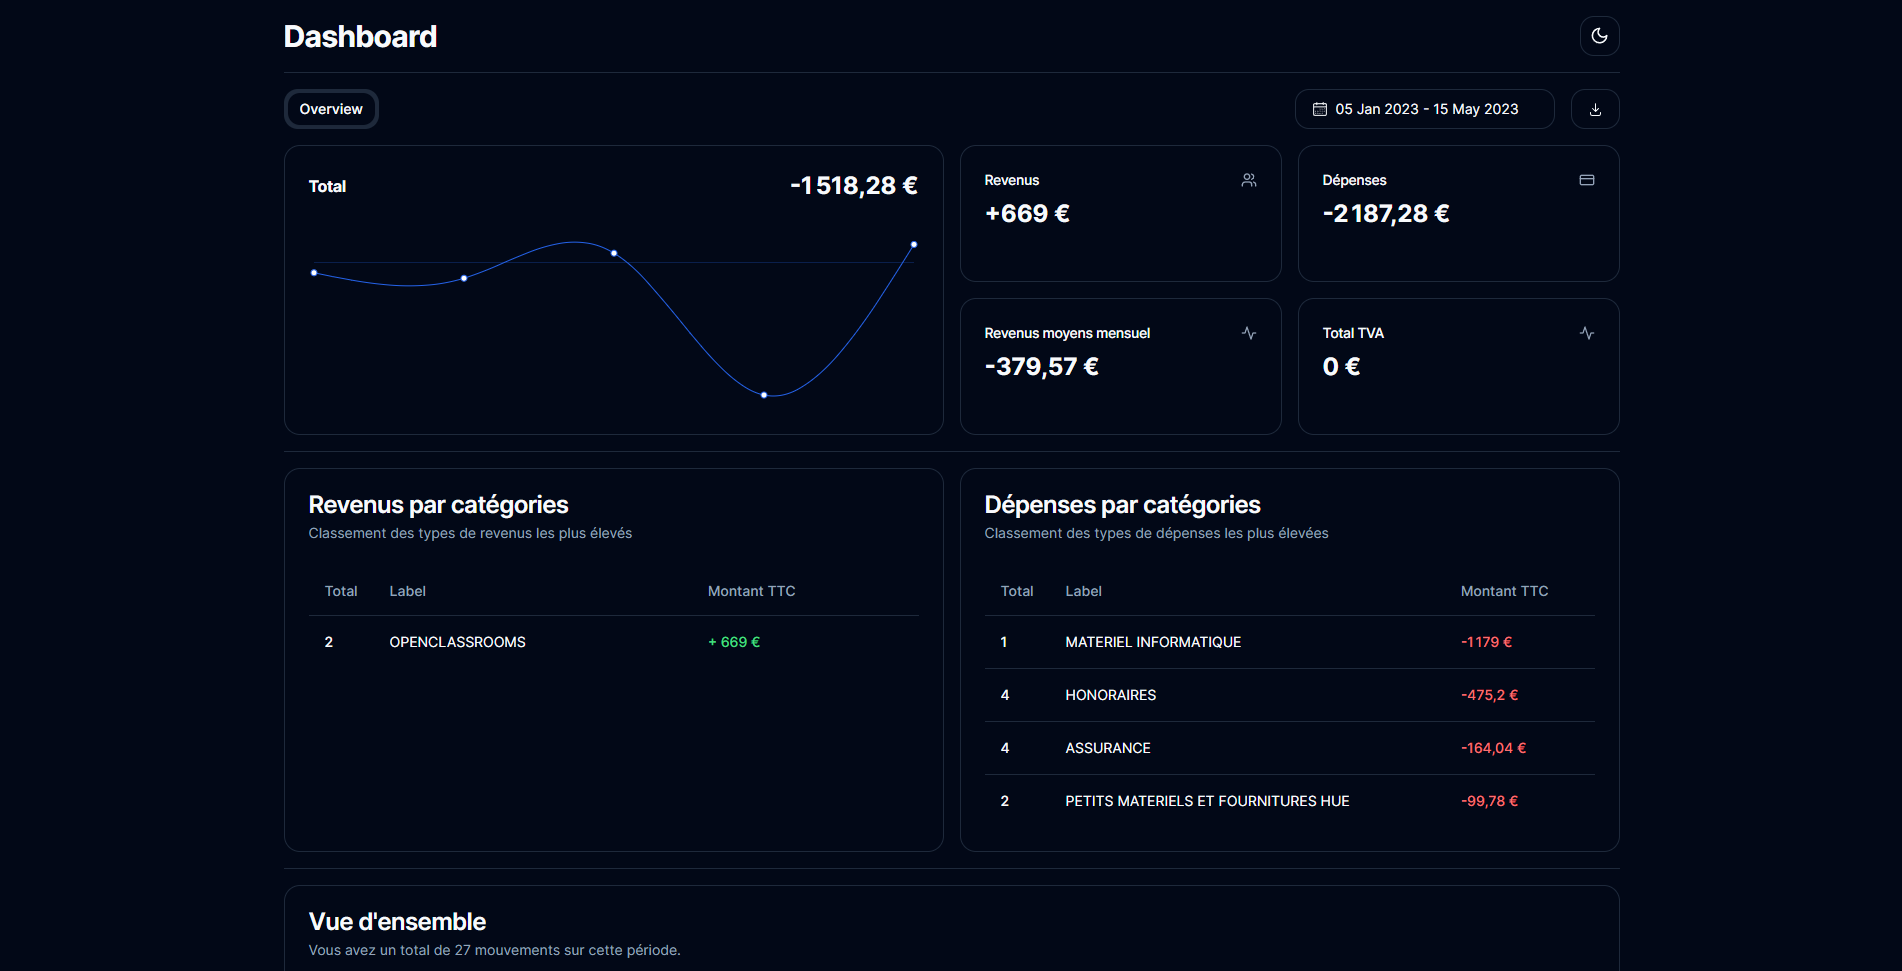 Dashboard
Overview
05 Jan 2023 - 15 May 2023
Total
-1 518,28 €
Revenus
+669 €
Dépenses
-2 187,28 €
Revenus moyens mensuel
-379,57 €
Total TVA
0 €
Revenus par catégories
Classement des types de revenus les plus élevés
Total Label Montant TTC
2 OPENCLASSROOMS + 669 €
Dépenses par catégories
Classement des types de dépenses les plus élevées
Total Label Montant TTC
1 MATERIEL INFORMATIQUE -1 179 €
4 HONORAIRES -475,2 €
4 ASSURANCE -164,04 €
2 PETITS MATERIELS ET FOURNITURES HUE -99,78 €
Vue d'ensemble
Vous avez un total de 27 mouvements sur cette période.